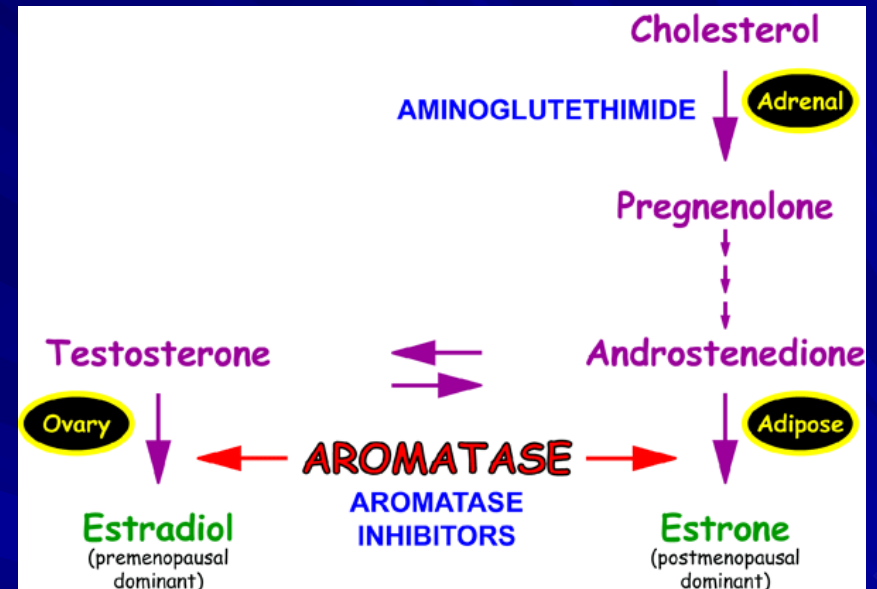 Cholesterol
AMINOGLUTETHIMIDE
Adrenal
Pregnenolone
Testosterone
Androstenedione
Ovary
Adipose
AROMATASE
AROMATASE
INHIBITORS
Estradiol
(premenopausal
dominant)
Estrone
(postmenopausal
dominant)